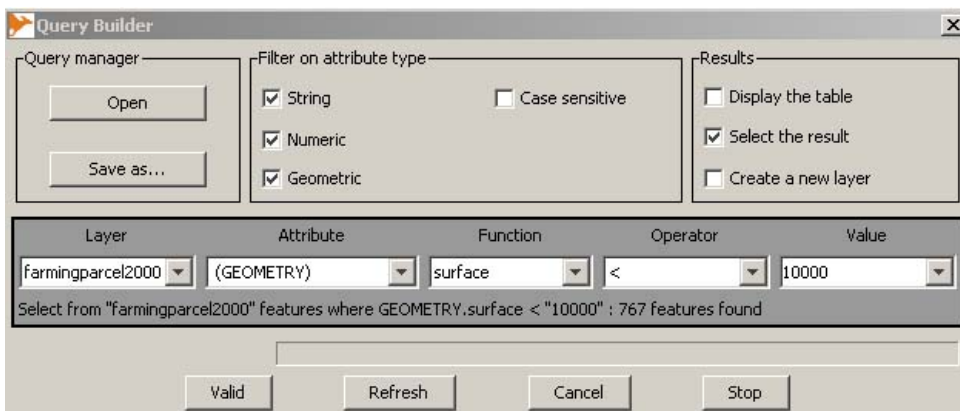 Query Builder
Query manager
Open
Save as...
Filter on attribute type
String
Case sensitive
Numeric
Geometric
Results
Display the table
Select the result
Create a new layer
Layer Attribute Function Operator Value
farmingparcel2000 (GEOMETRY) surface < 10000
Select from "farmingparcel2000" features where GEOMETRY.surface < "10000" : 767 features found
Valid Refresh Cancel Stop